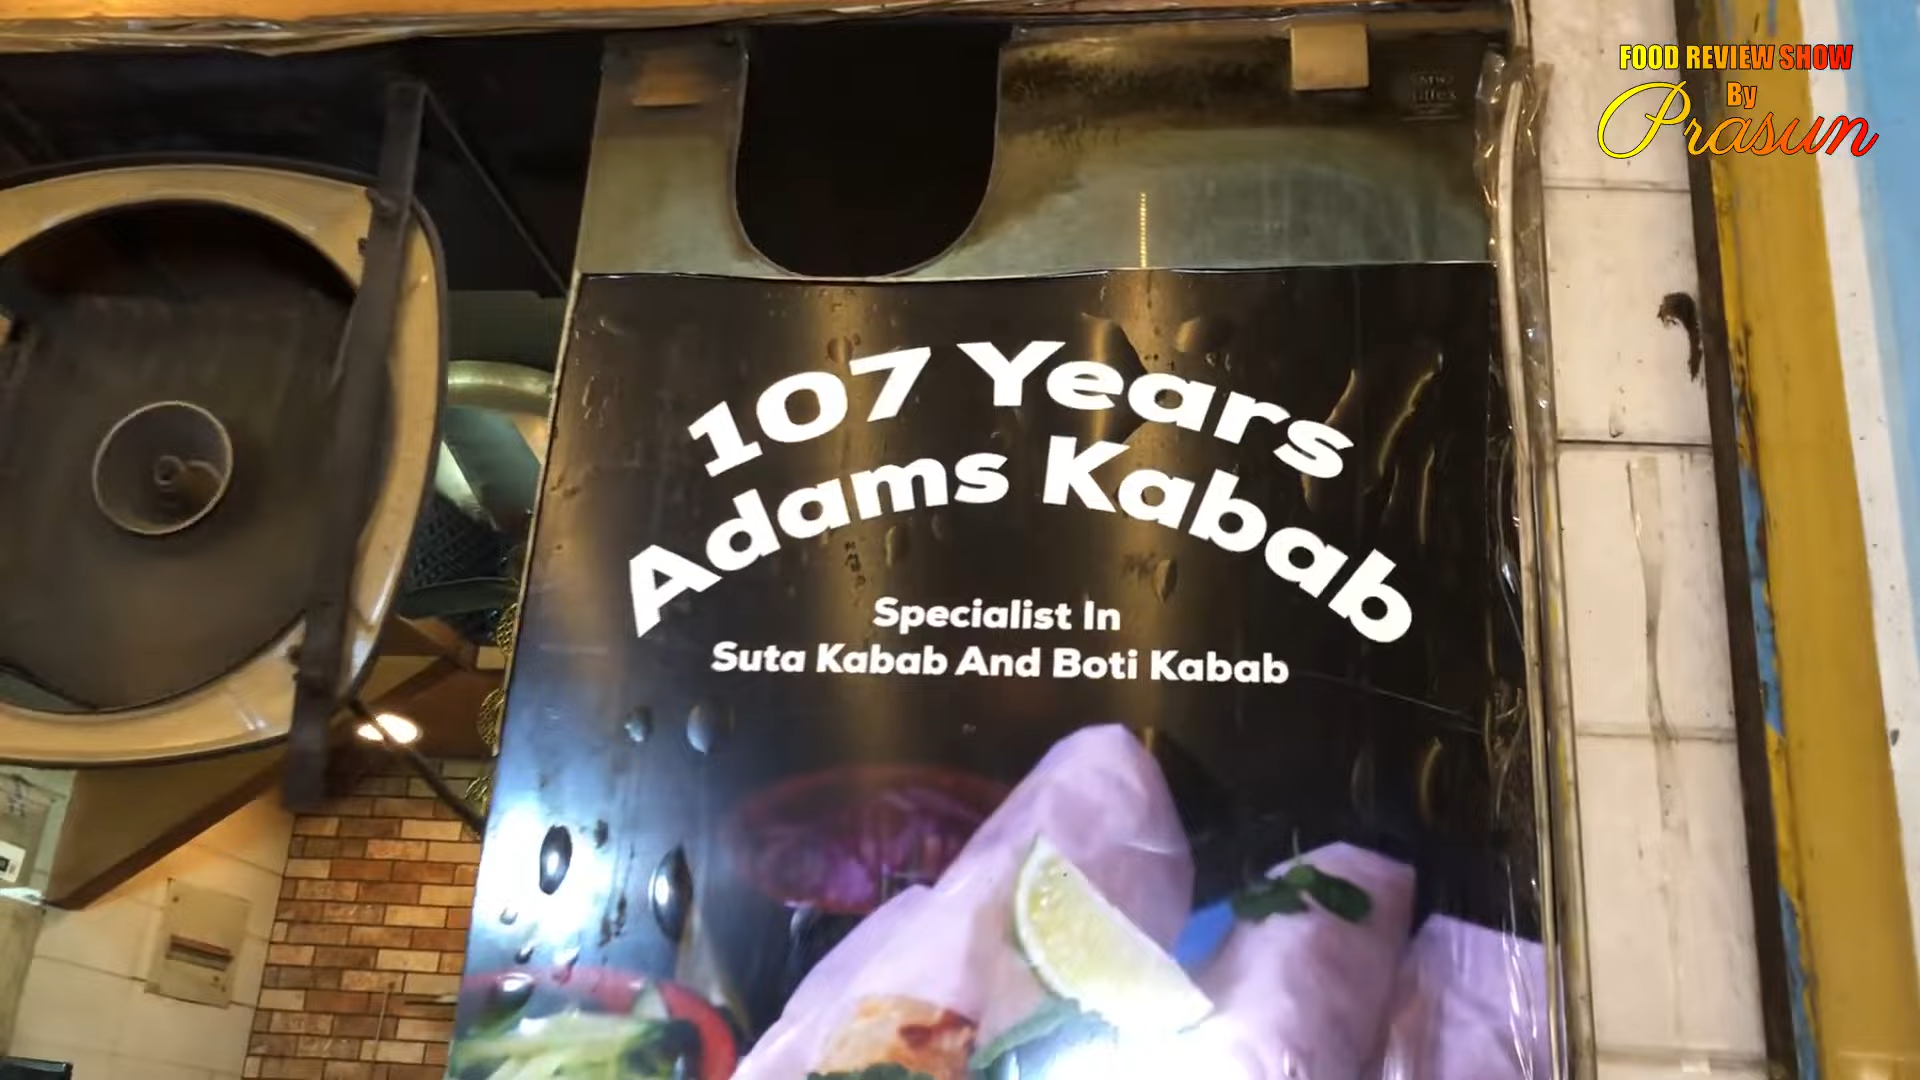 FOOD REVIEW SHOW
By
Prasun
107 Years
Adams Kabab
Specialist In
Suta Kabab And Boti Kabab